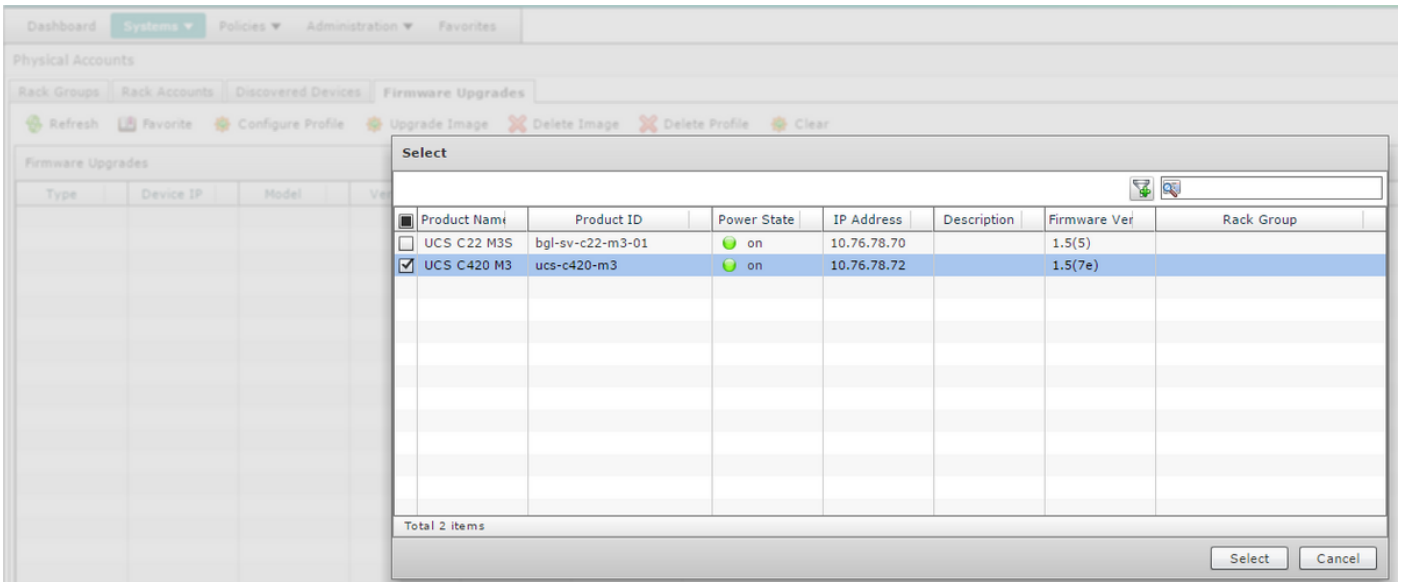 Dashboard Systems Policies Administration Favorites
Physical Accounts
Rack Groups Rack Accounts Discovered Devices Firmware Upgrades
Refresh Favorite Configure Profile Upgrade Image Delete Image Delete Profile Clear
Select
Firmware Upgrades
Type Device IP Model Ver
Product Name Product ID Power State IP Address Description Firmware Ver Rack Group
UCS C22 M3S bgl-sv-c22-m3-01 on 10.76.78.70 1.5(5)
UCS C420 M3 ucs-c420-m3 on 10.76.78.72 1.5(7e)
Total 2 items
Select Cancel